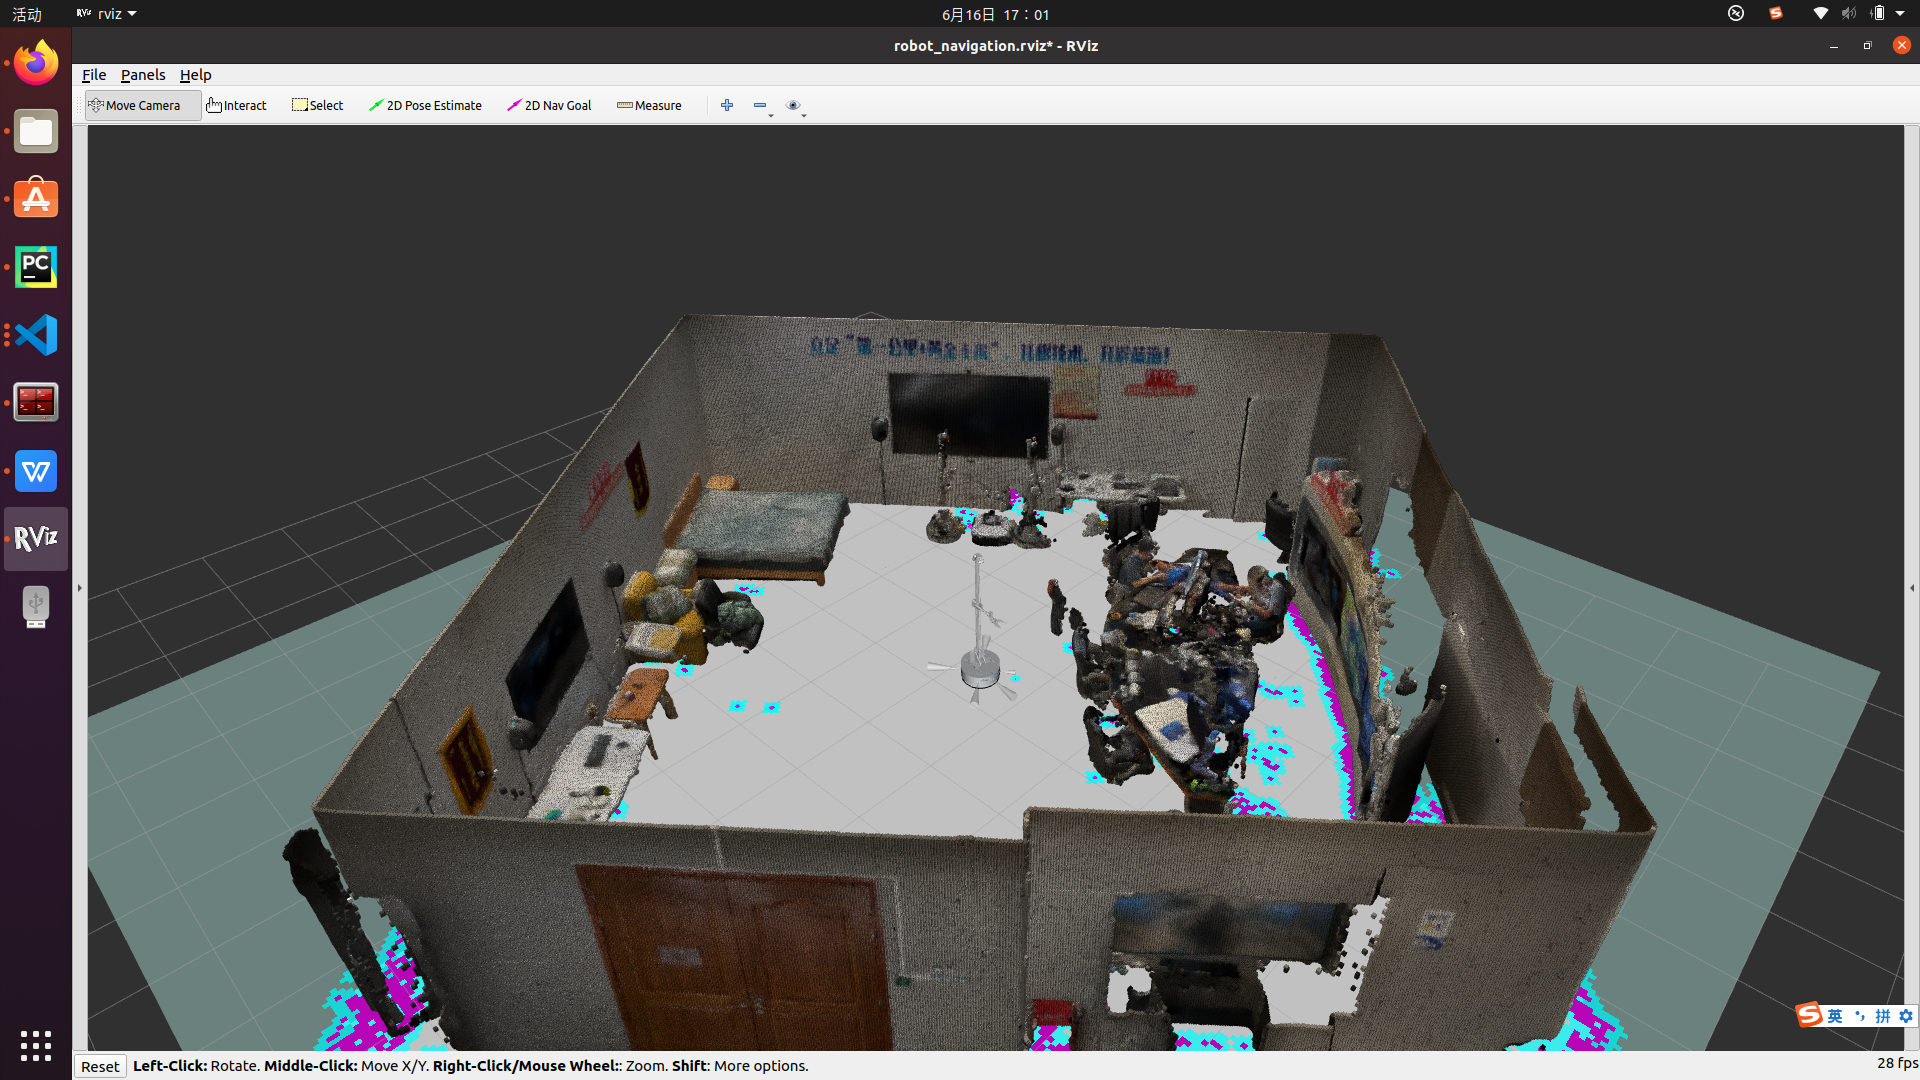 活动
rviz
6月16日 17：01
robot_navigation.rviz* - RViz
File Panels Help
Move Camera Interact Select 2D Pose Estimate 2D Nav Goal Measure
PC
RViz
英 拼
Reset Left-Click: Rotate. Middle-Click: Move X/Y. Right-Click/Mouse Wheel:: Zoom. Shift: More options.
28 fps